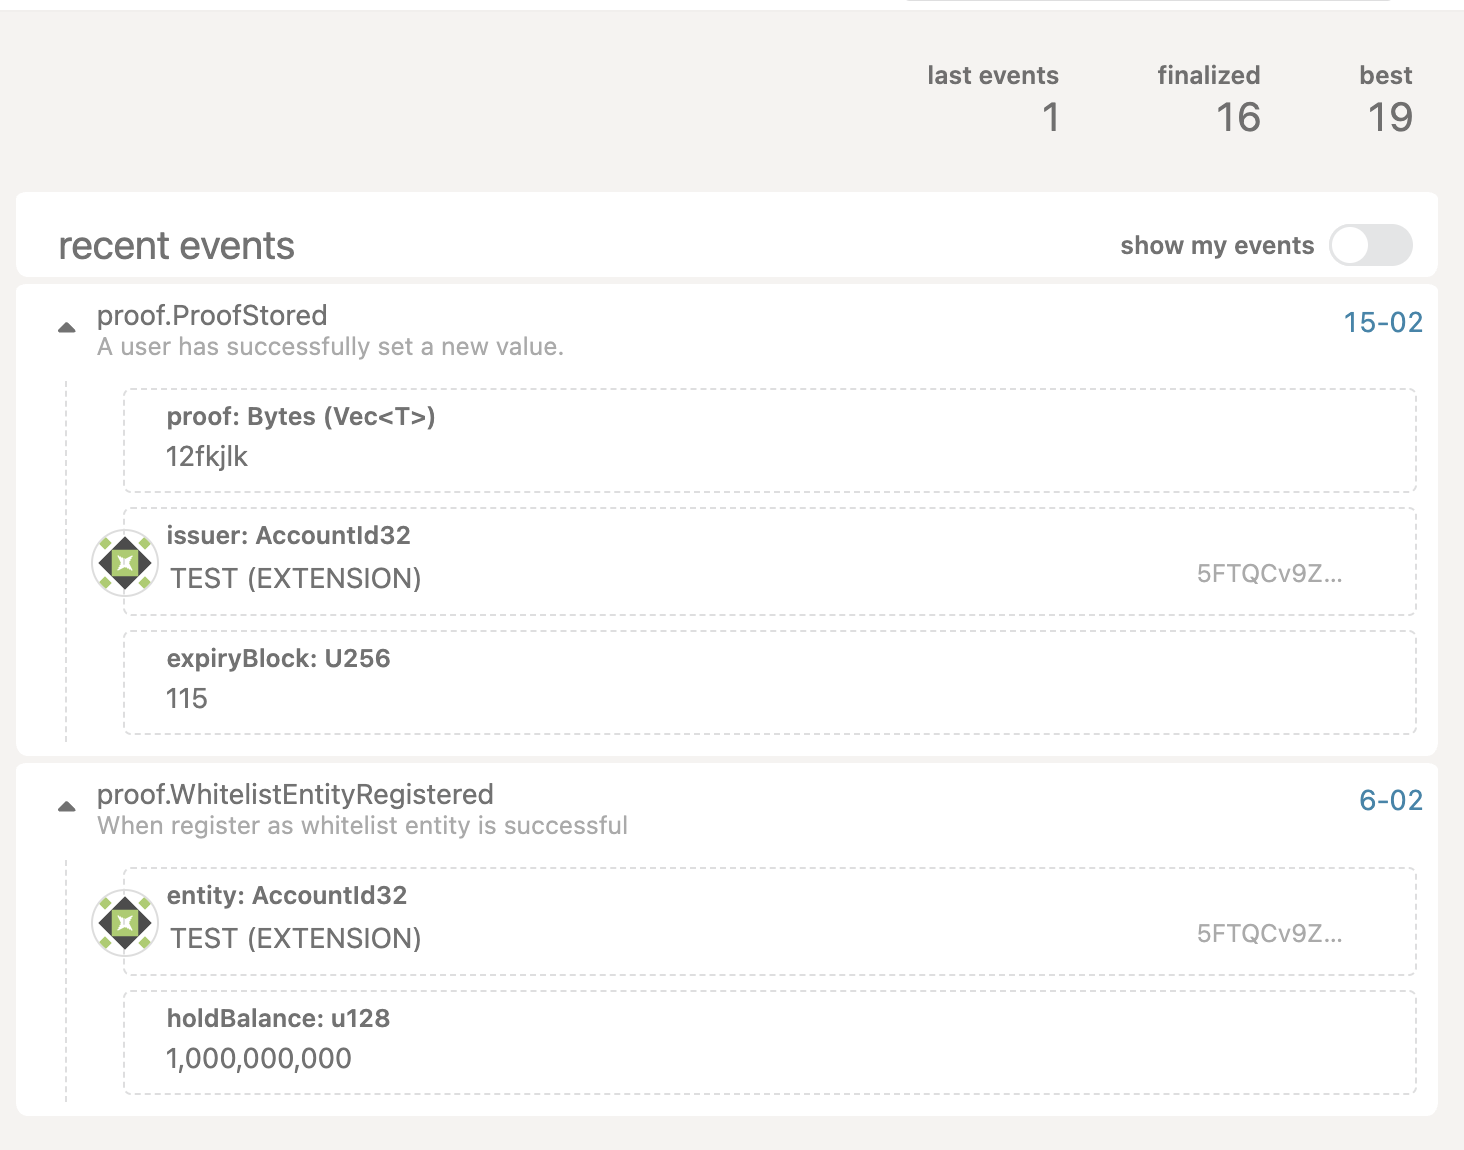 last events finalized best
1 16 19
recent events show my events
proof.ProofStored 15-02
A user has successfully set a new value.
proof: Bytes (Vec<T>)
12fkjlk
issuer: AccountId32
TEST (EXTENSION) 5FTQCv9Z...
expiryBlock: U256
115
proof.WhitelistEntityRegistered 6-02
When register as whitelist entity is successful
entity: AccountId32
TEST (EXTENSION) 5FTQCv9Z...
holdBalance: u128
1,000,000,000